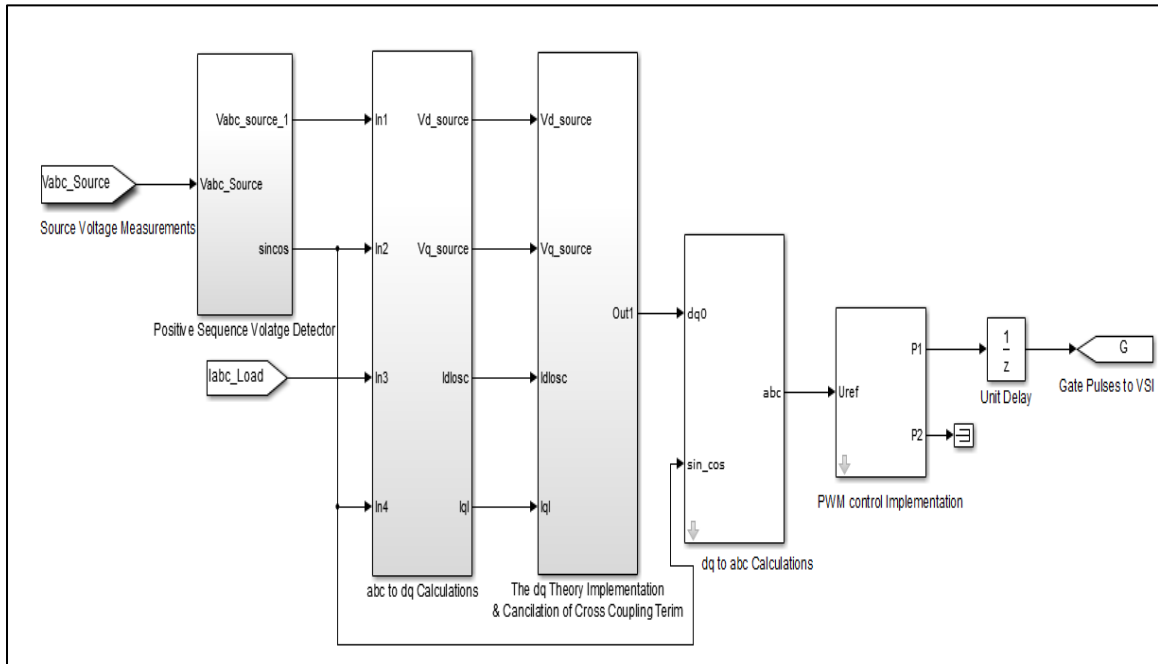 Vabc_Source
Source Voltage Measurements
Vabc_source_1
Vabc_Source
sincos
Positive Sequence Volatge Detector
Iabc_Load
In1
Vd_source
In2
Vq_source
In3
Idlosc
In4
Iql
abc to dq Calculations
Vd_source
Vq_source
Out1
Idlosc
Iql
The dq Theory Implementation
& Cancilation of Cross Coupling Terim
dq0
abc
sin_cos
dq to abc Calculations
Uref
P1
P2
PWM control Implementation
1
z
Unit Delay
G
Gate Pulses to VSI